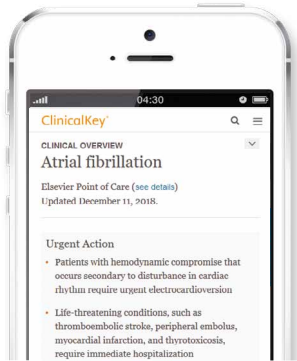 04:30
ClinicalKey®
CLINICAL OVERVIEW
Atrial fibrillation
Elsevier Point of Care (see details)
Updated December 11, 2018.
Urgent Action
• Patients with hemodynamic compromise that
occurs secondary to disturbance in cardiac
rhythm require urgent electrocardioversion
• Life-threatening conditions, such as
thromboembolic stroke, peripheral embolus,
myocardial infarction, and thyrotoxicosis,
require immediate hospitalization